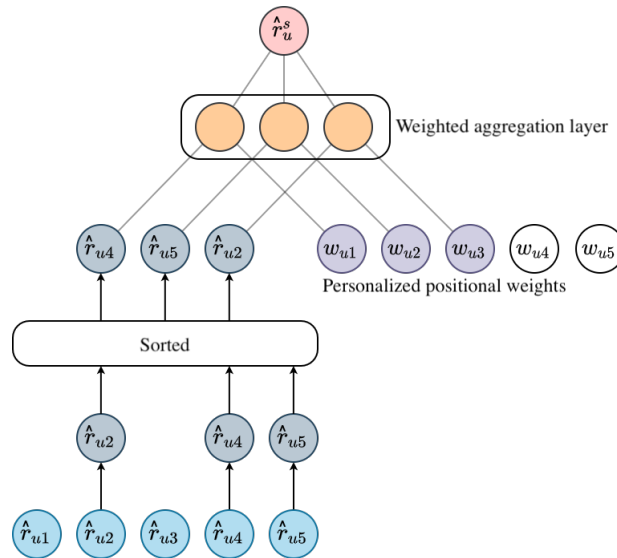 r̂ᵤˢ
Weighted aggregation layer
r̂ᵤ₄ r̂ᵤ₅ r̂ᵤ₂ wᵤ₁ wᵤ₂ wᵤ₃ wᵤ₄ wᵤ₅
Personalized positional weights
Sorted
r̂ᵤ₂ r̂ᵤ₄ r̂ᵤ₅
r̂ᵤ₁ r̂ᵤ₂ r̂ᵤ₃ r̂ᵤ₄ r̂ᵤ₅